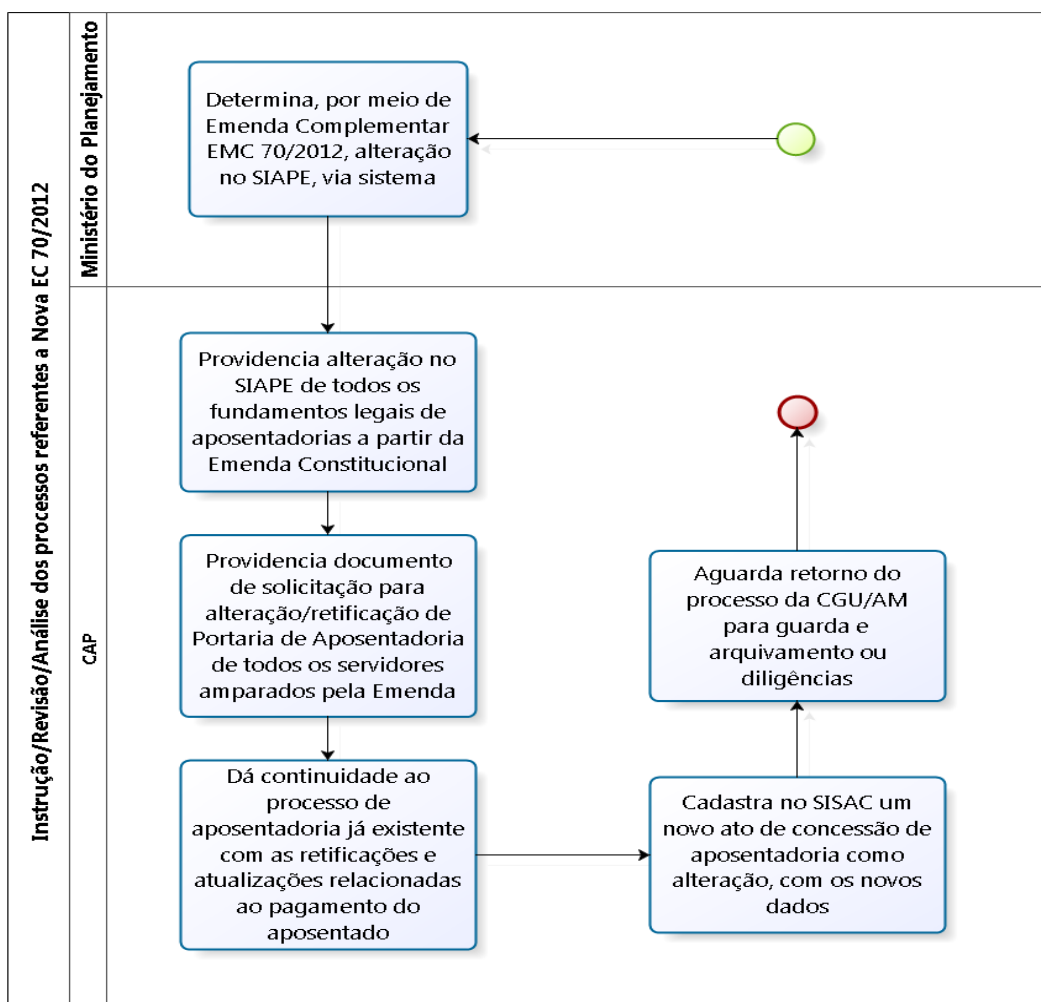 Instrução/Revisão/Análise dos processos referentes a Nova EC 70/2012
Ministério do Planejamento
Determina, por meio de
Emenda Complementar
EMC 70/2012, alteração
no SIAPE, via sistema
CAP
Providencia alteração no
SIAPE de todos os
fundamentos legais de
aposentadorias a partir da
Emenda Constitucional
Providencia documento
de solicitação para
alteração/retificação de
Portaria de Aposentadoria
de todos os servidores
amparados pela Emenda
Dá continuidade ao
processo de
aposentadoria já existente
com as retificações e
atualizações relacionadas
ao pagamento do
aposentado
Cadastra no SISAC um
novo ato de concessão de
aposentadoria como
alteração, com os novos
dados
Aguarda retorno do
processo da CGU/AM
para guarda e
arquivamento ou
diligências